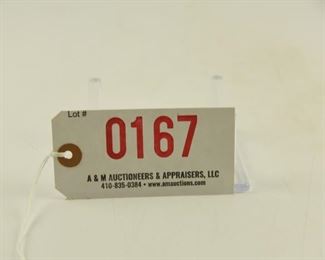 Lot #
0167
A & M AUCTIONEERS & APPRAISERS, LLC
410-835-0384 • www.amauctions.com